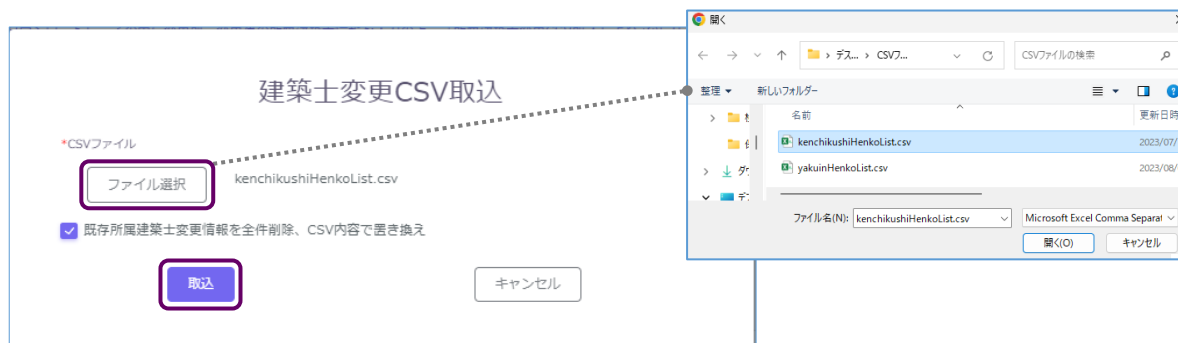 建築士変更CSV取込
*CSVファイル
ファイル選択
kenchikushiHenkoList.csv
既存所属建築士変更情報を全件削除、CSV内容で置き換え
取込
キャンセル
開く
デス... › CSVフ...
CSVファイルの検索
整理
新しいフォルダー
名前
更新日時
kenchikushiHenkoList.csv
2023/07/
yakuinHenkoList.csv
2023/08/
ファイル名(N):
kenchikushiHenkoList.csv
Microsoft Excel Comma Separat
開く(O)
キャンセル